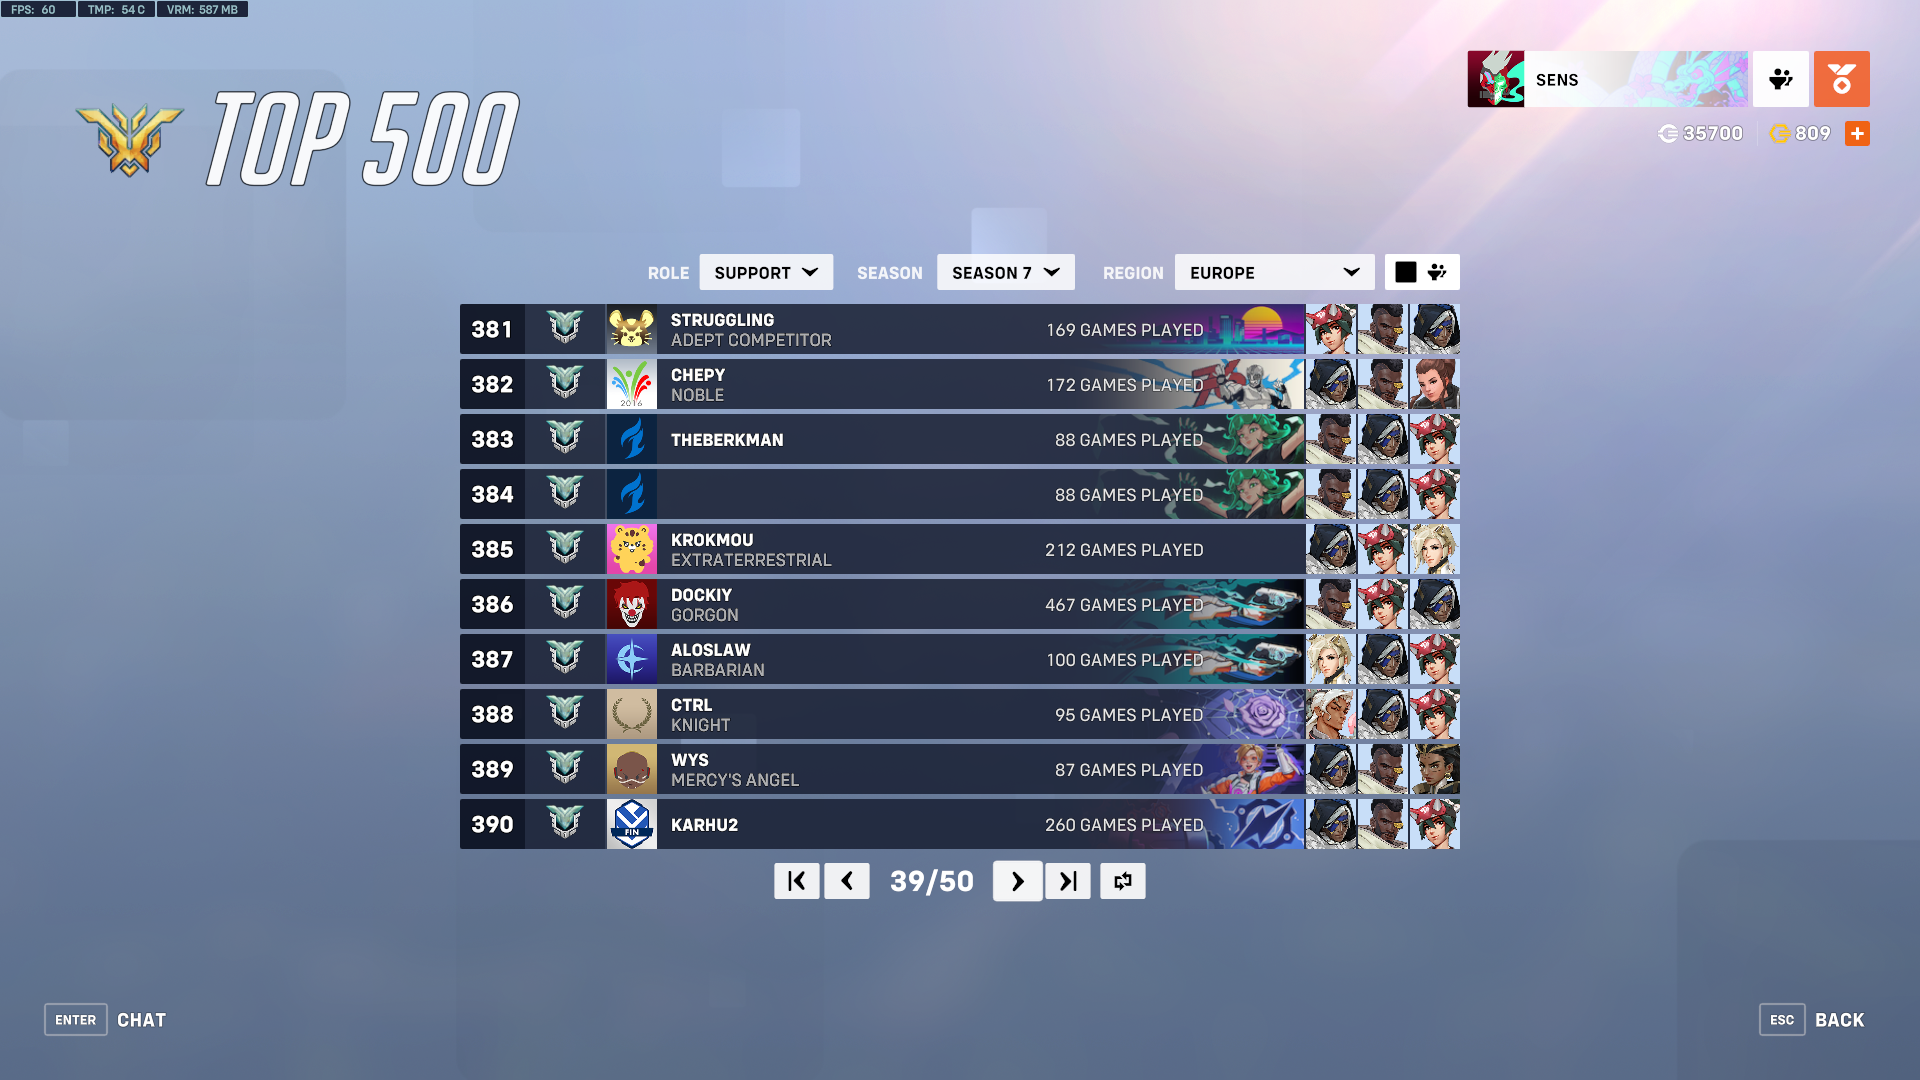 FPS: 60 TMP: 54 C VRM: 587 MB
TOP 500
SENS
35700 809
ROLE SUPPORT SEASON SEASON 7 REGION EUROPE
381 STRUGGLING 169 GAMES PLAYED
ADEPT COMPETITOR
382 CHEPY 172 GAMES PLAYED
NOBLE
2016
383 THEBERKMAN 88 GAMES PLAYED
384 88 GAMES PLAYED
385 KROKMOU 212 GAMES PLAYED
EXTRATERRESTRIAL
386 DOCKIY 467 GAMES PLAYED
GORGON
387 ALOSLAW 100 GAMES PLAYED
BARBARIAN
388 CTRL 95 GAMES PLAYED
KNIGHT
389 WYS 87 GAMES PLAYED
MERCY'S ANGEL
390 FIN KARHU2 260 GAMES PLAYED
39/50
ENTER CHAT
ESC BACK